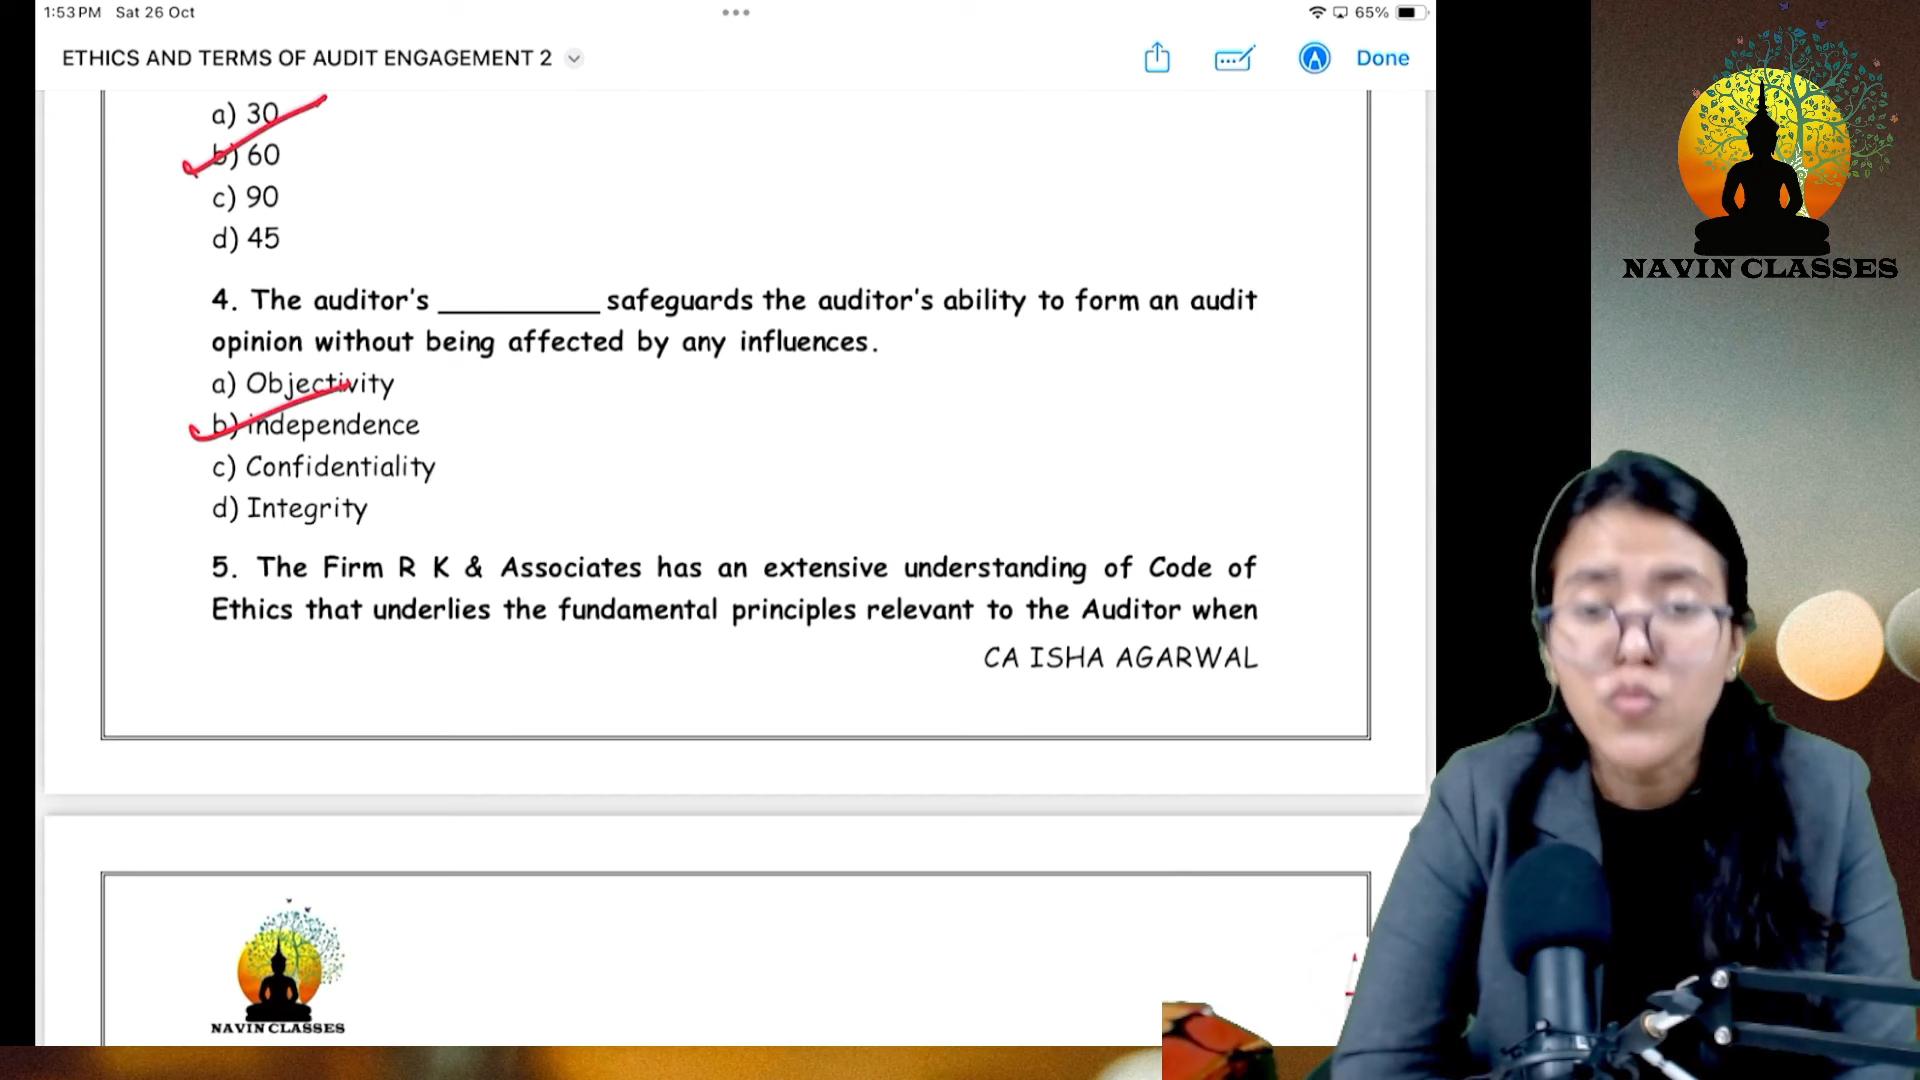 1:53 PM Sat 26 Oct
65%
ETHICS AND TERMS OF AUDIT ENGAGEMENT 2
Done
a) 30
b) 60
c) 90
d) 45
4. The auditor's __________ safeguards the auditor's ability to form an audit
opinion without being affected by any influences.
a) Objectivity
b) independence
c) Confidentiality
d) Integrity
5. The Firm R K & Associates has an extensive understanding of Code of
Ethics that underlies the fundamental principles relevant to the Auditor when
CA ISHA AGARWAL
NAVIN CLASSES
NAVIN CLASSES